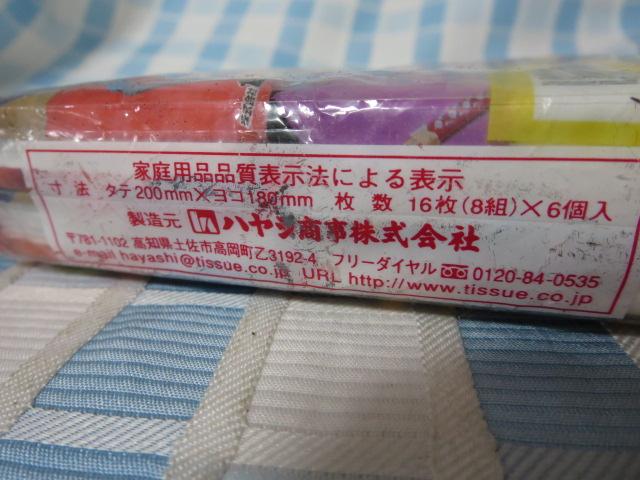 家庭用品品質表示法による表示
寸 法 タテ200mm×ヨコ180mm 枚 数 16枚(8組)×6個入
製造元 ハヤシ商事株式会社
〒781-1102 高知県土佐市高岡町乙3192-4 フリーダイヤル 0120-84-0535
e-mail hayashi@tissue.co.jp URL http://www.tissue.co.jp